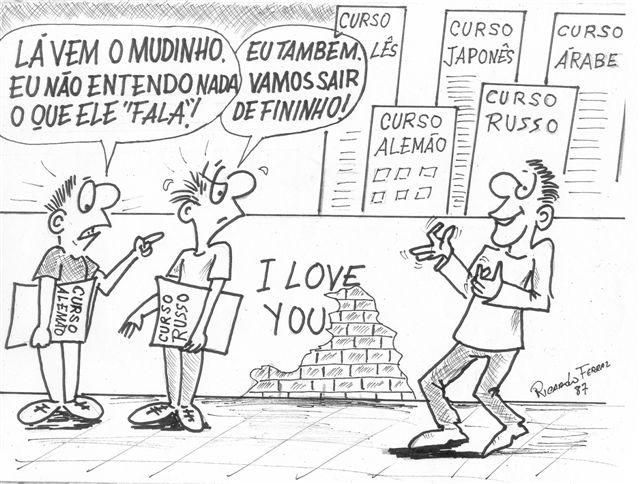 LÁ VEM O MUDINHO.
EU NÃO ENTENDO NADA
O QUE ELE "FALA"!
EU TAMBÉM.
VAMOS SAIR
DE FININHO!
CURSO
LÊS
CURSO
JAPONÊS
CURSO
ÁRABE
CURSO
ALEMÃO
CURSO
RUSSO
CURSO
ALEMÃO
CURSO
RUSSO
I LOVE
YOU
RICARDO FERRAZ
87